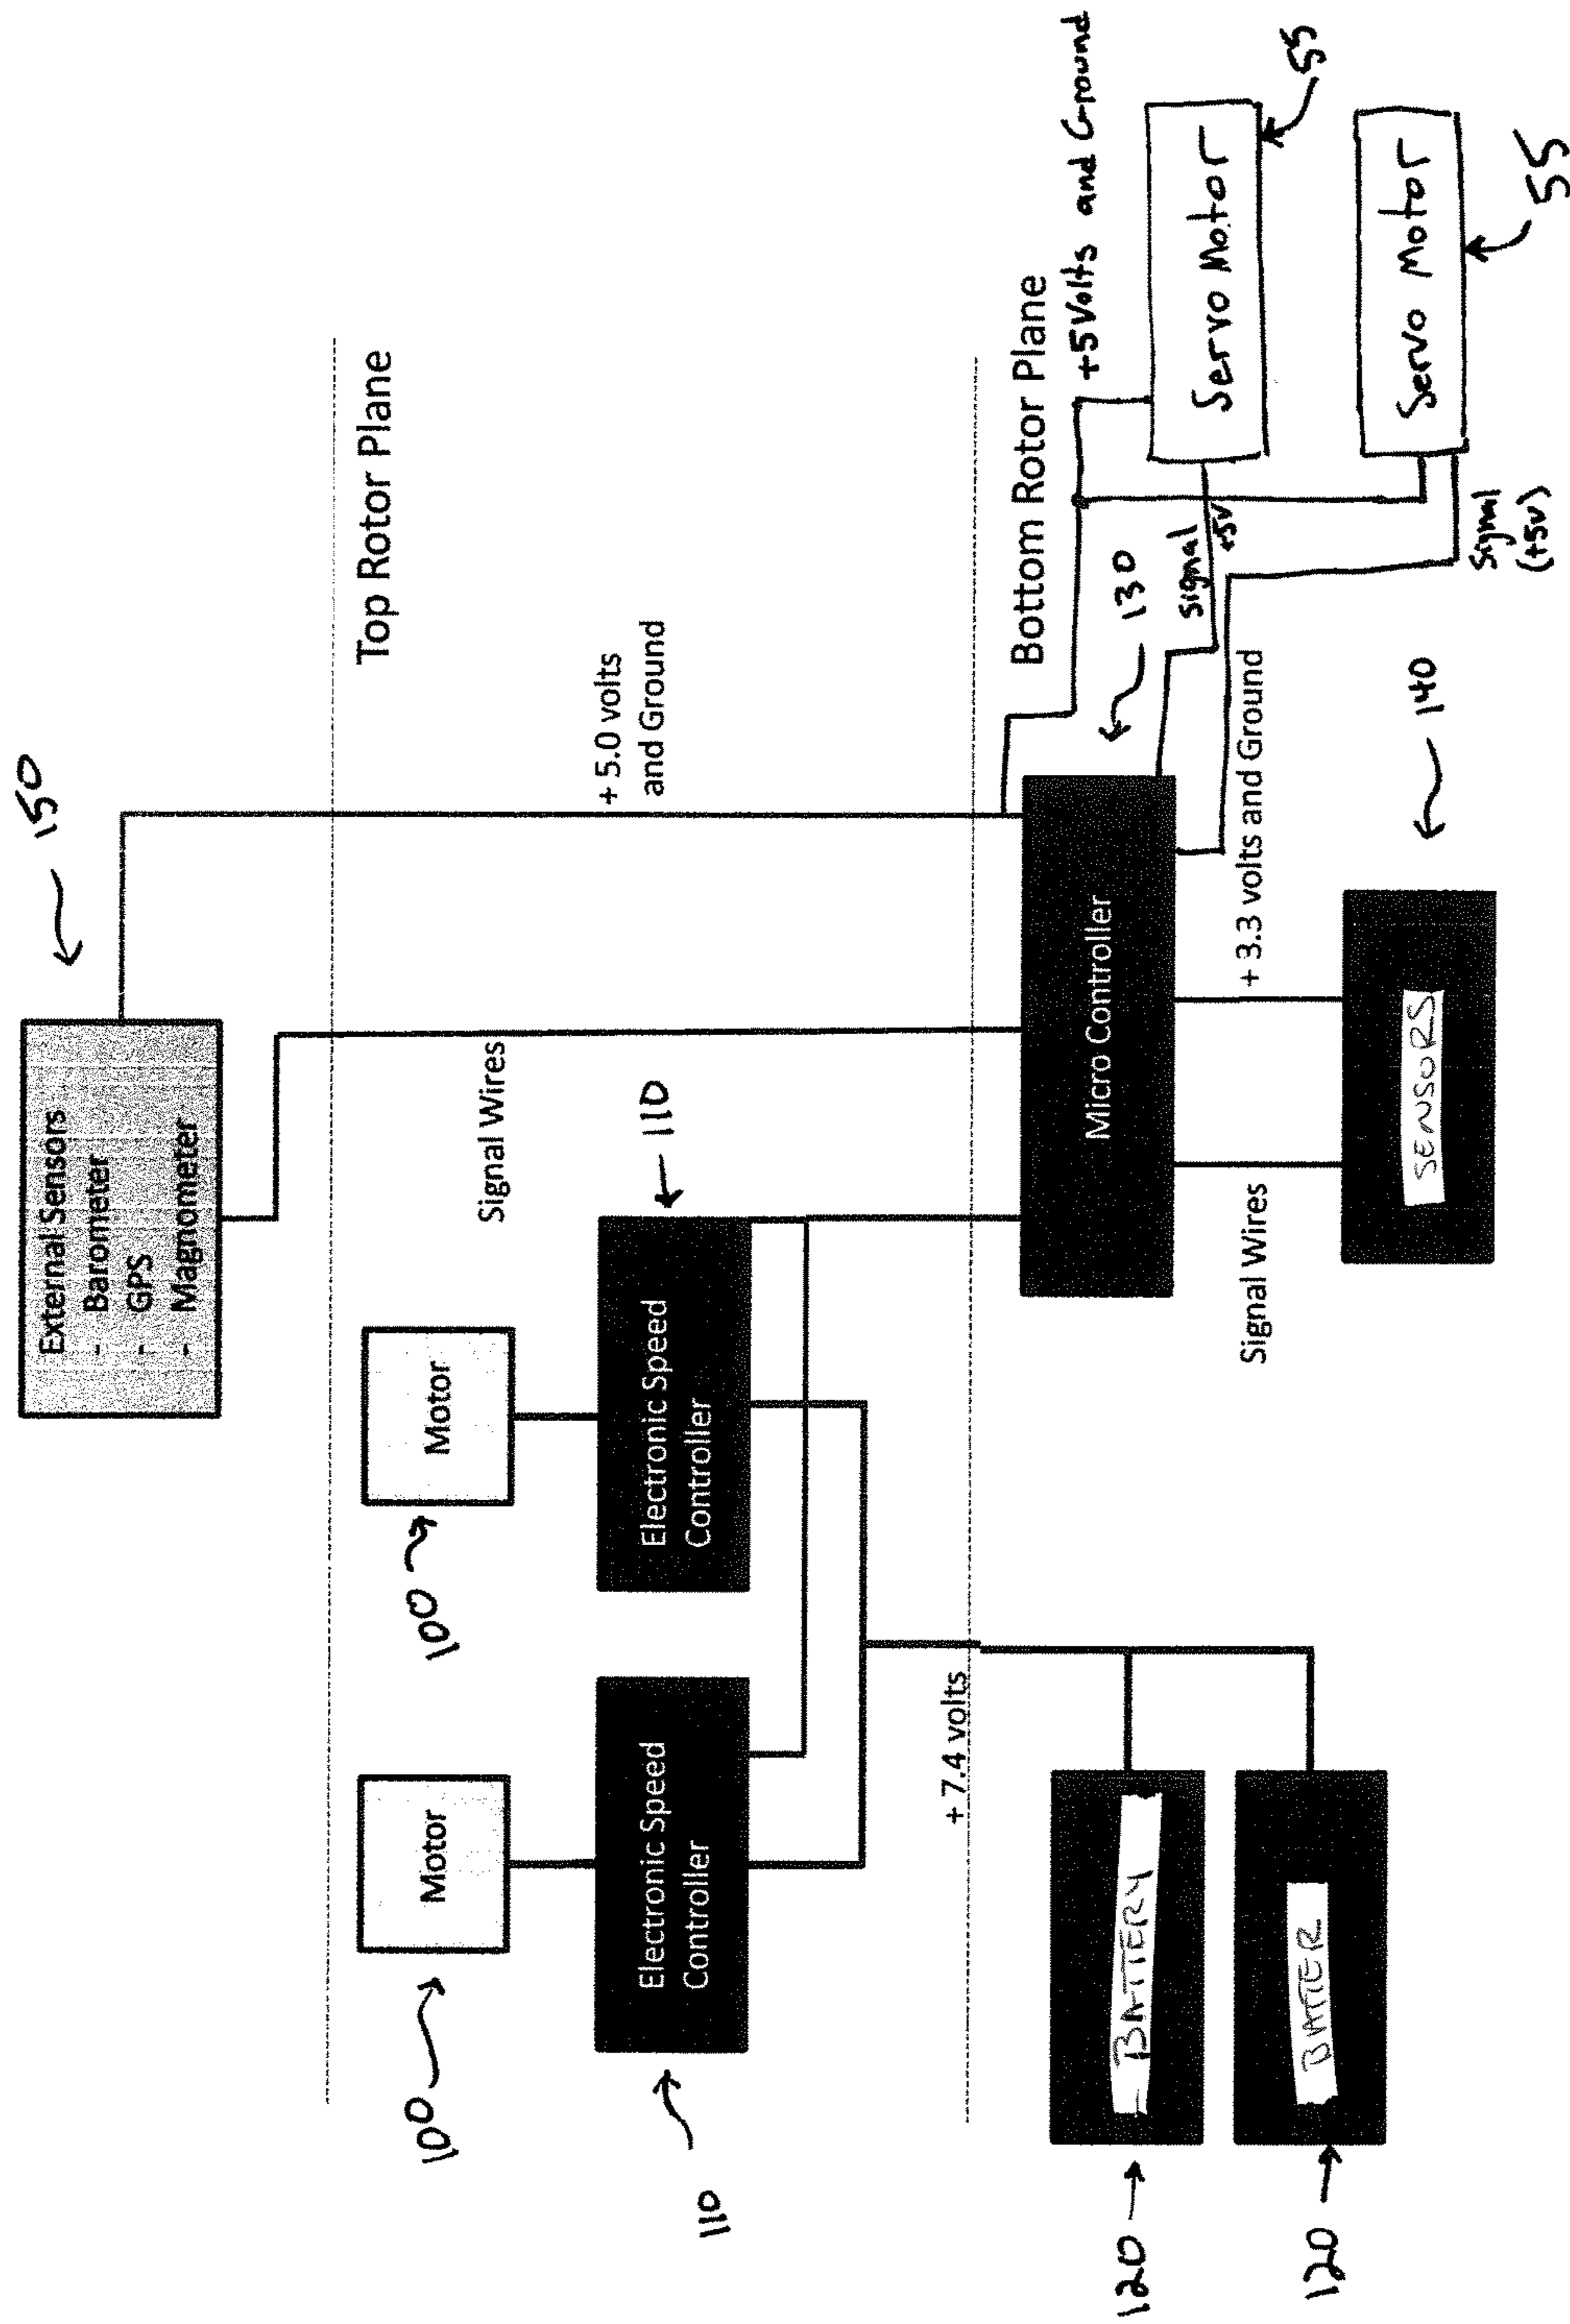 150
External Sensors
- Barometer
- GPS
- Magnometer
Top Rotor Plane
100
Motor
100
Motor
Signal Wires
+ 5.0 volts
and Ground
110
Electronic Speed
Controller
Electronic Speed
Controller
110
+ 7.4 volts
Bottom Rotor Plane
+5Volts and Ground
120
BATTERY
Micro Controller
130
Signal
+5V
Servo Motor
55
Signal Wires
+ 3.3 volts and Ground
120
BATTER
SENSORS
140
Servo Motor
55
Signal
(+5v)